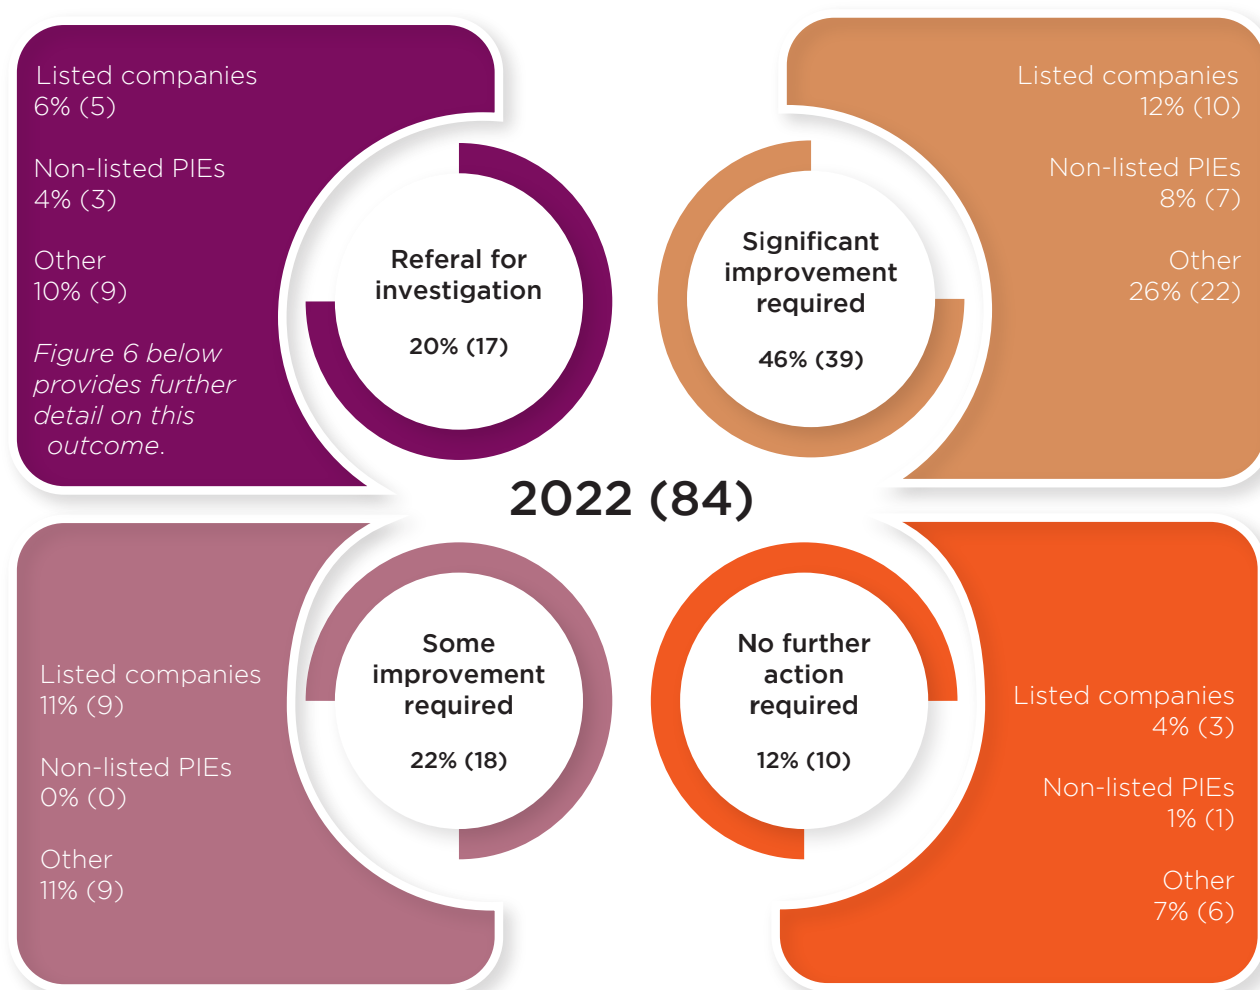 Listed companies
6% (5)
Non-listed PIEs
4% (3)
Other
10% (9)
Figure 6 below
provides further
detail on this
outcome.
Referal for
investigation
20% (17)
Significant
improvement
required
46% (39)
Listed companies
12% (10)
Non-listed PIEs
8% (7)
Other
26% (22)
2022 (84)
Listed companies
11% (9)
Non-listed PIEs
0% (0)
Other
11% (9)
Some
improvement
required
22% (18)
No further
action
required
12% (10)
Listed companies
4% (3)
Non-listed PIEs
1% (1)
Other
7% (6)